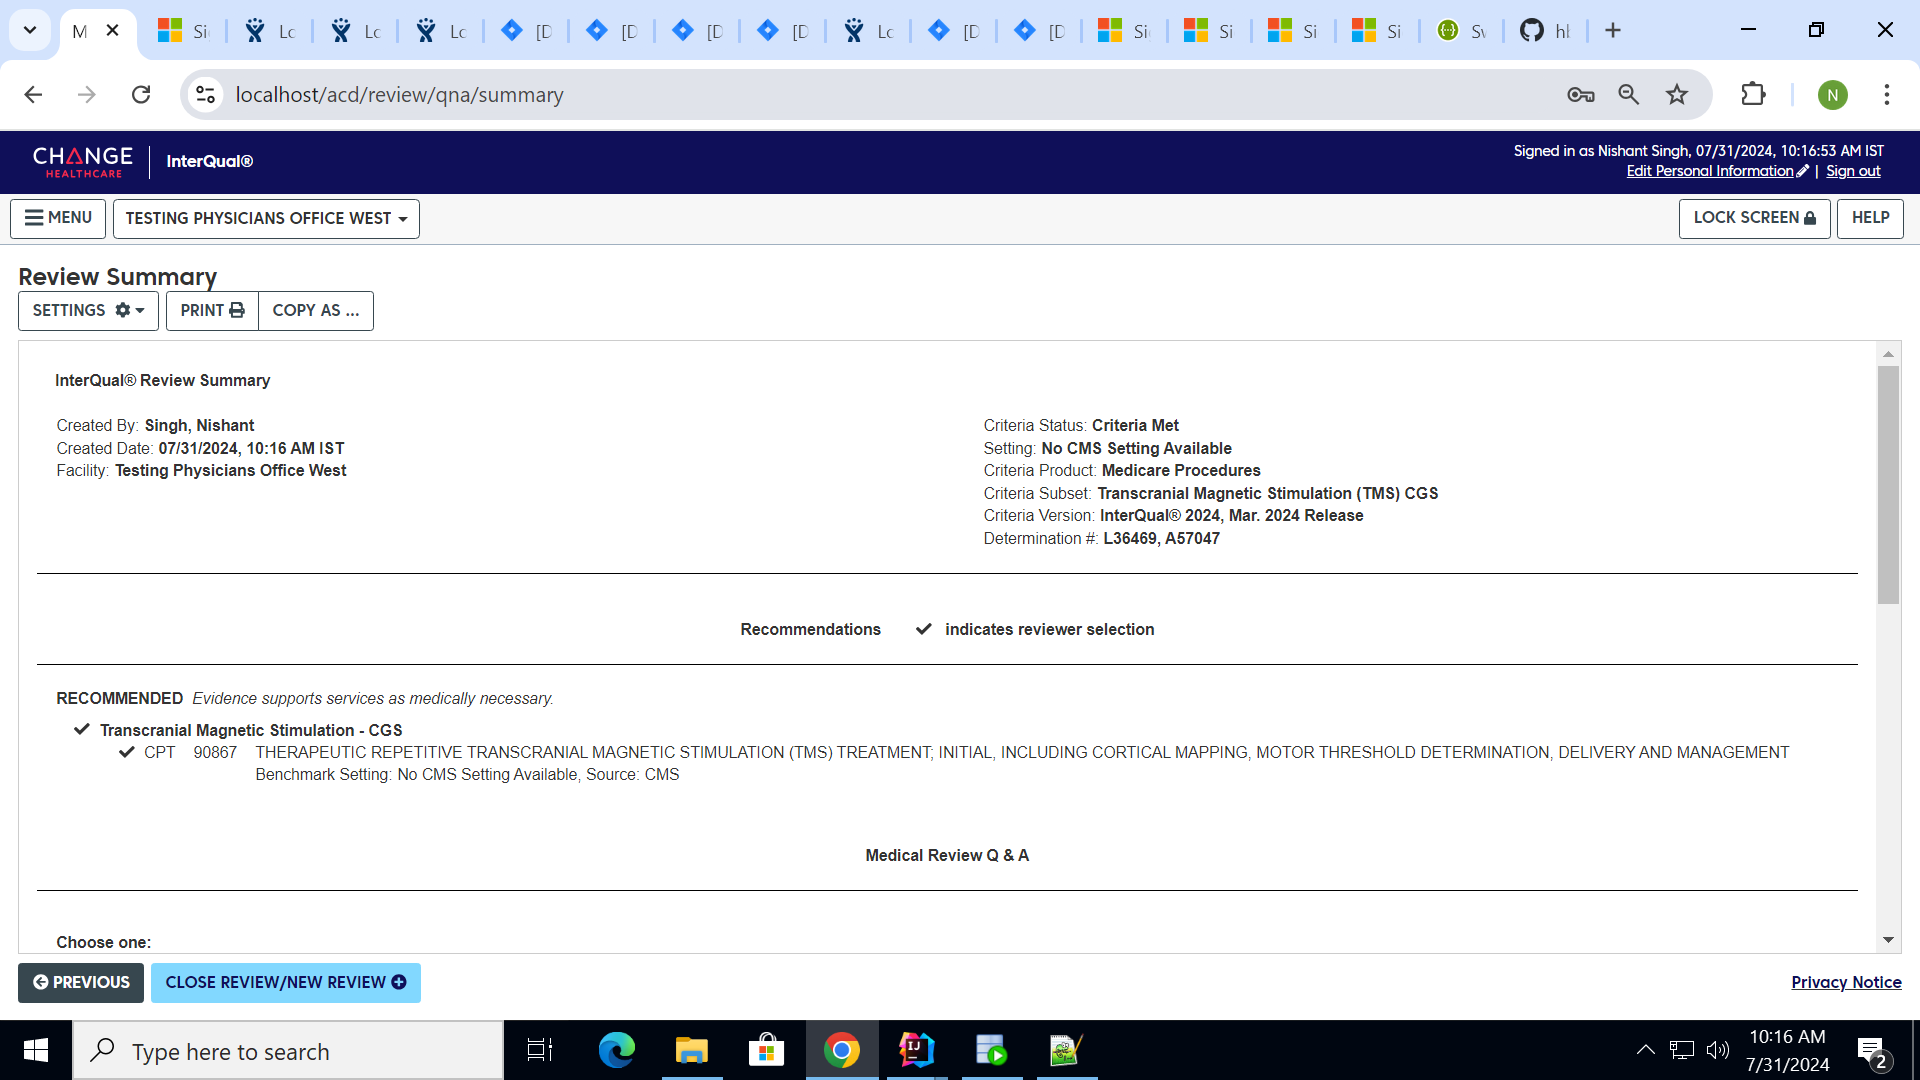 M
Si
Lo
Lo
Lo
[D
[D
[D
[D
Lo
[D
[D
Sig
Si
Si
Si
Sv
hl
localhost/acd/review/qna/summary
N
CHANGE
HEALTHCARE
InterQual®
Signed in as Nishant Singh, 07/31/2024, 10:16:53 AM IST
Edit Personal Information | Sign out
MENU
TESTING PHYSICIANS OFFICE WEST
LOCK SCREEN
HELP
Review Summary
SETTINGS
PRINT
COPY AS ...
InterQual® Review Summary
Created By: Singh, Nishant
Created Date: 07/31/2024, 10:16 AM IST
Facility: Testing Physicians Office West
Criteria Status: Criteria Met
Setting: No CMS Setting Available
Criteria Product: Medicare Procedures
Criteria Subset: Transcranial Magnetic Stimulation (TMS) CGS
Criteria Version: InterQual® 2024, Mar. 2024 Release
Determination #: L36469, A57047
Recommendations ✓ indicates reviewer selection
RECOMMENDED Evidence supports services as medically necessary.
✓ Transcranial Magnetic Stimulation - CGS
✓ CPT 90867 THERAPEUTIC REPETITIVE TRANSCRANIAL MAGNETIC STIMULATION (TMS) TREATMENT; INITIAL, INCLUDING CORTICAL MAPPING, MOTOR THRESHOLD DETERMINATION, DELIVERY AND MANAGEMENT
Benchmark Setting: No CMS Setting Available, Source: CMS
Medical Review Q & A
Choose one:
PREVIOUS
CLOSE REVIEW/NEW REVIEW
Privacy Notice
Type here to search
IJ
10:16 AM
7/31/2024
2